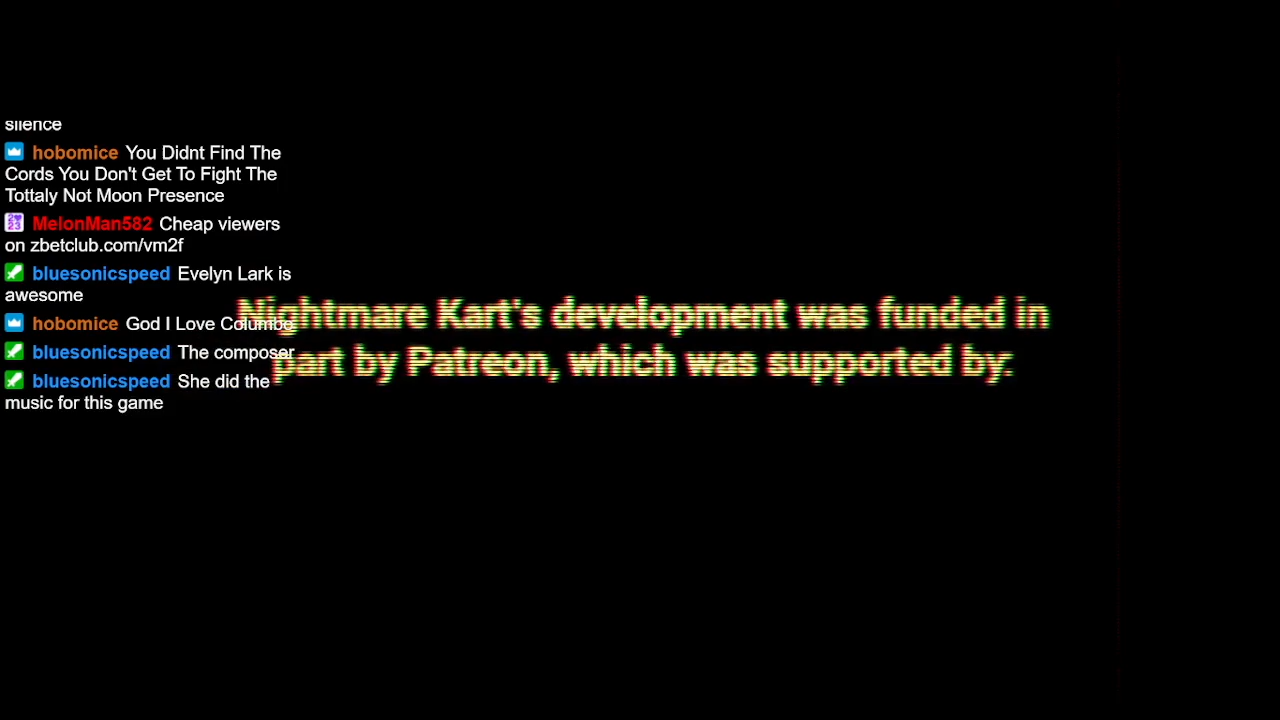 silence
hobomice You Didnt Find The
Cords You Don't Get To Fight The
Tottaly Not Moon Presence
MelonMan582 Cheap viewers
on zbetclub.com/vm2f
bluesonicspeed Evelyn Lark is
awesome
hobomice God I Love Columbo
bluesonicspeed The composer
bluesonicspeed She did the
music for this game
Nightmare Kart's development was funded in
part by Patreon, which was supported by: